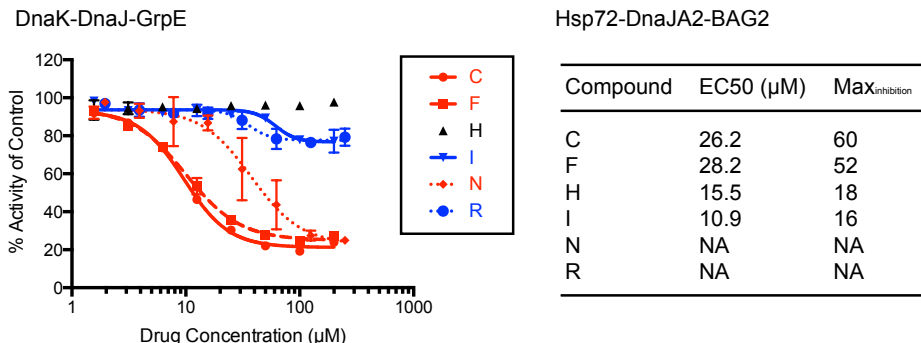 DnaK-DnaJ-GrpE
Hsp72-DnaJA2-BAG2
120
100
80
60
40
20
0
% Activity of Control
1
10
100
1000
Drug Concentration (µM)
C
F
H
I
N
R
Compound EC50 (µM) Maxinhibition
C 26.2 60
F 28.2 52
H 15.5 18
I 10.9 16
N NA NA
R NA NA